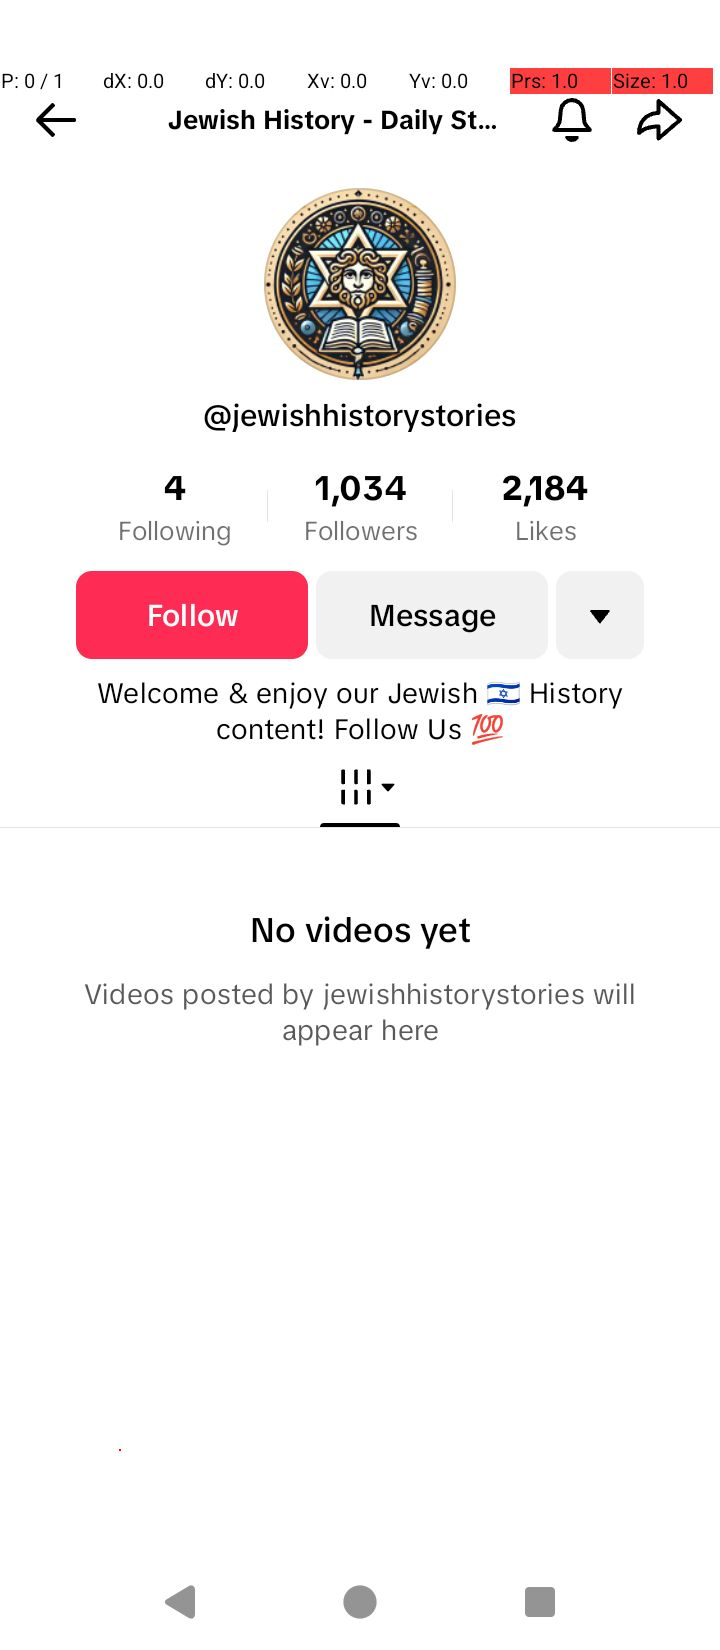 P: 0 / 1 dX: 0.0 dY: 0.0 Xv: 0.0 Yv: 0.0 Prs: 1.0 Size: 1.0
Jewish History - Daily St...
@jewishhistorystories
4 1,034 2,184
Following Followers Likes
Follow Message
Welcome & enjoy our Jewish 🇮🇱 History
content! Follow Us 💯
No videos yet
Videos posted by jewishhistorystories will
appear here